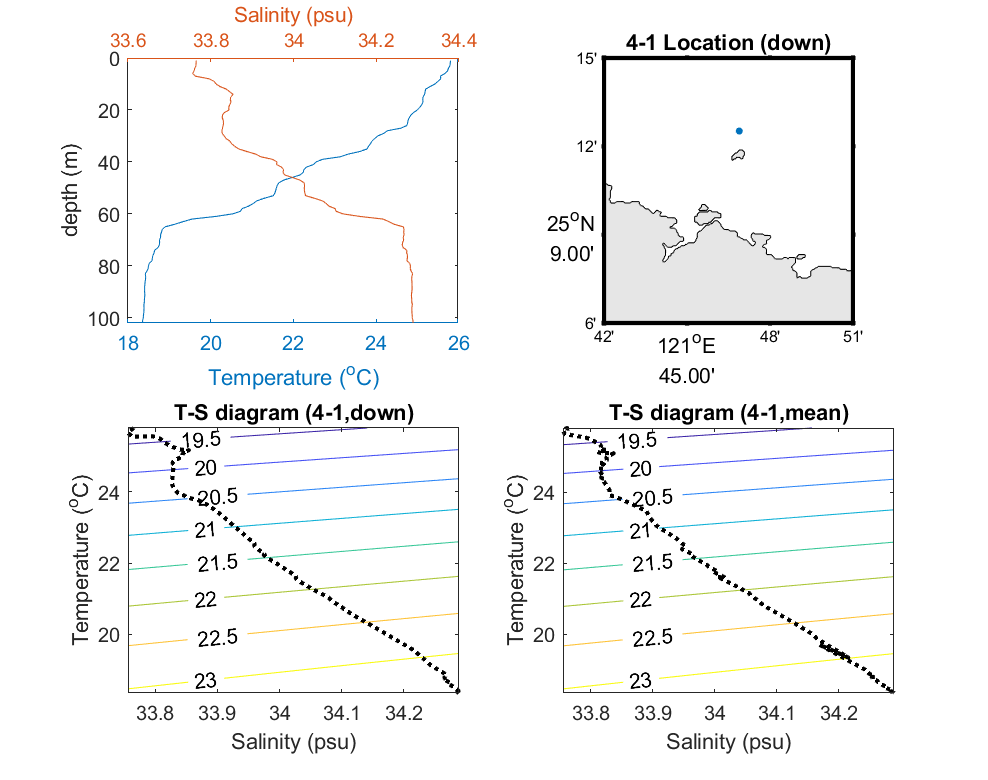 Salinity (psu)
33.6 33.8 34 34.2 34.4
0
20
40
60
80
100
depth (m)
18 20 22 24 26
Temperature (°C)
4-1 Location (down)
15'
12'
25°N
9.00'
6'
42' 121°E 48' 51'
45.00'
T-S diagram (4-1,down)
19.5
20
20.5
21
21.5
22
22.5
23
24
22
20
Temperature (°C)
33.8 33.9 34 34.1 34.2
Salinity (psu)
T-S diagram (4-1,mean)
19.5
20
20.5
21
21.5
22
22.5
23
24
22
20
Temperature (°C)
33.8 33.9 34 34.1 34.2
Salinity (psu)